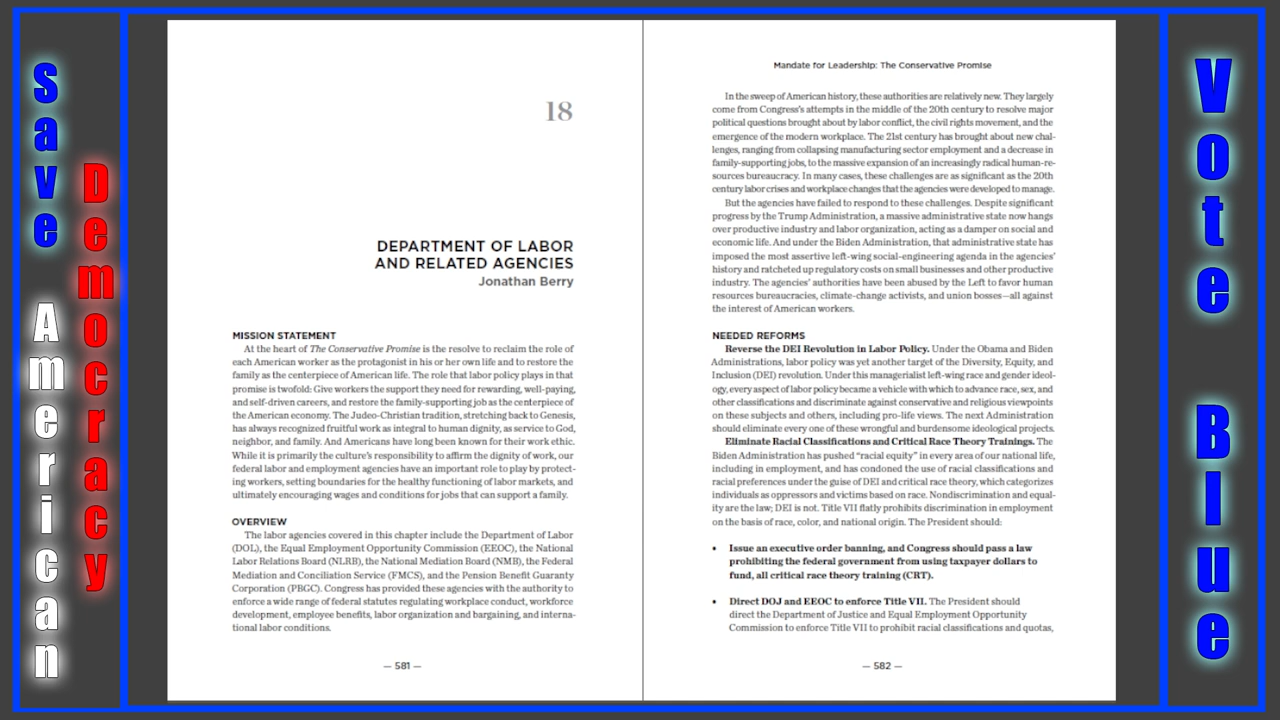 Save American
Democracy
18
DEPARTMENT OF LABOR
AND RELATED AGENCIES
Jonathan Berry
MISSION STATEMENT
At the heart of The Conservative Promise is the resolve to reclaim the role of
each American worker as the protagonist in his or her own life and to restore the
family as the centerpiece of American life. The role that labor policy plays in that
promise is twofold: Give workers the support they need for rewarding, well-paying,
and self-driven careers, and restore the family-supporting job as the centerpiece of
the American economy. The Judeo-Christian tradition, stretching back to Genesis,
has always recognized fruitful work as integral to human dignity, as service to God,
neighbor, and family. And Americans have long been known for their work ethic.
While it is primarily the culture's responsibility to affirm the dignity of work, our
federal labor and employment agencies have an important role to play by protect-
ing workers, setting boundaries for the healthy functioning of labor markets, and
ultimately encouraging wages and conditions for jobs that can support a family.
OVERVIEW
The labor agencies covered in this chapter include the Department of Labor
(DOL), the Equal Employment Opportunity Commission (EEOC), the National
Labor Relations Board (NLRB), the National Mediation Board (NMB), the Federal
Mediation and Conciliation Service (FMCS), and the Pension Benefit Guaranty
Corporation (PBGC). Congress has provided these agencies with the authority to
enforce a wide range of federal statutes regulating workplace conduct, workforce
development, employee benefits, labor organization and bargaining, and interna-
tional labor conditions.
— 581 —
Mandate for Leadership: The Conservative Promise
In the sweep of American history, these authorities are relatively new. They largely
come from Congress's attempts in the middle of the 20th century to resolve major
political questions brought about by labor conflict, the civil rights movement, and the
emergence of the modern workplace. The 21st century has brought about new chal-
lenges, ranging from collapsing manufacturing sector employment and a decrease in
family-supporting jobs, to the massive expansion of an increasingly radical human-re-
sources bureaucracy. In many cases, these challenges are as significant as the 20th
century labor crises and workplace changes that the agencies were developed to manage.
But the agencies have failed to respond to these challenges. Despite significant
progress by the Trump Administration, a massive administrative state now hangs
over productive industry and labor organization, acting as a damper on social and
economic life. And under the Biden Administration, that administrative state has
imposed the most assertive left-wing social-engineering agenda in the agencies'
history and ratcheted up regulatory costs on small businesses and other productive
industry. The agencies' authorities have been abused by the Left to favor human
resources bureaucracies, climate-change activists, and union bosses—all against
the interest of American workers.
NEEDED REFORMS
Reverse the DEI Revolution in Labor Policy. Under the Obama and Biden
Administrations, labor policy was yet another target of the Diversity, Equity, and
Inclusion (DEI) revolution. Under this managerialist left-wing race and gender ideol-
ogy, every aspect of labor policy became a vehicle with which to advance race, sex, and
other classifications and discriminate against conservative and religious viewpoints
on these subjects and others, including pro-life views. The next Administration
should eliminate every one of these wrongful and burdensome ideological projects.
Eliminate Racial Classifications and Critical Race Theory Trainings. The
Biden Administration has pushed "racial equity" in every area of our national life,
including in employment, and has condoned the use of racial classifications and
racial preferences under the guise of DEI and critical race theory, which categorizes
individuals as oppressors and victims based on race. Nondiscrimination and equal-
ity are the law; DEI is not. Title VII flatly prohibits discrimination in employment
on the basis of race, color, and national origin. The President should:
• Issue an executive order banning, and Congress should pass a law
prohibiting the federal government from using taxpayer dollars to
fund, all critical race theory training (CRT).
• Direct DOJ and EEOC to enforce Title VII. The President should
direct the Department of Justice and Equal Employment Opportunity
Commission to enforce Title VII to prohibit racial classifications and quotas,
— 582 —
Vote Blue